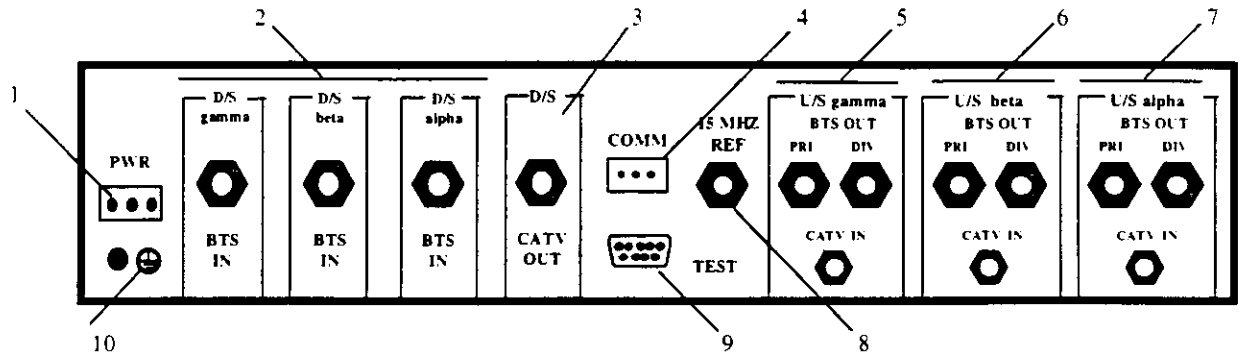 2 3 4 5 6 7
1
PWR
D/S gamma
BTS IN
D/S beta
BTS IN
D/S alpha
BTS IN
D/S
CATV OUT
COMM
15 MHZ REF
TEST
U/S gamma
BTS OUT
PRI DIV
CATV IN
U/S beta
BTS OUT
PRI DIV
CATV IN
U/S alpha
BTS OUT
PRI DIV
CATV IN
10 9 8